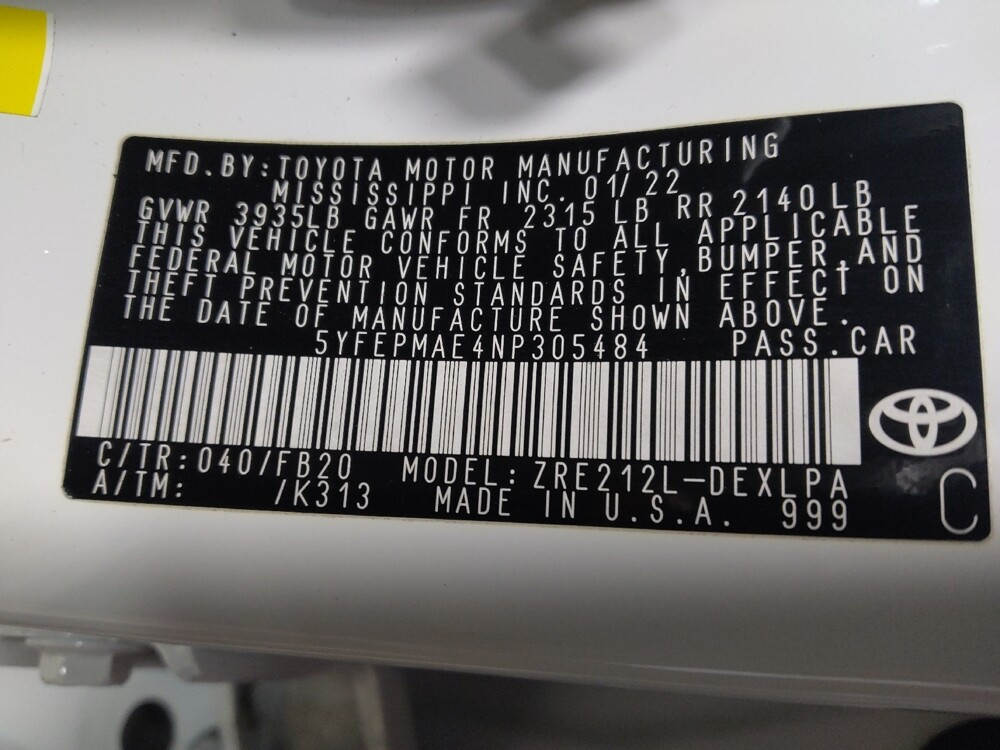 MFD.BY:TOYOTA MOTOR MANUFACTURING
MISSISSIPPI INC. 01/22
GVWR 3935LB GAWR FR 2315 LB RR 2140 LB
THIS VEHICLE CONFORMS TO ALL APPLICABLE
FEDERAL MOTOR VEHICLE SAFETY,BUMPER,AND
THEFT PREVENTION STANDARDS IN EFFECT ON
THE DATE OF MANUFACTURE SHOWN ABOVE.
5YFEPMAE4NP305484 PASS.CAR
C/TR:040/FB20 MODEL:ZRE212L-DEXLPA
A/TM: /K313 MADE IN U.S.A. 999
C